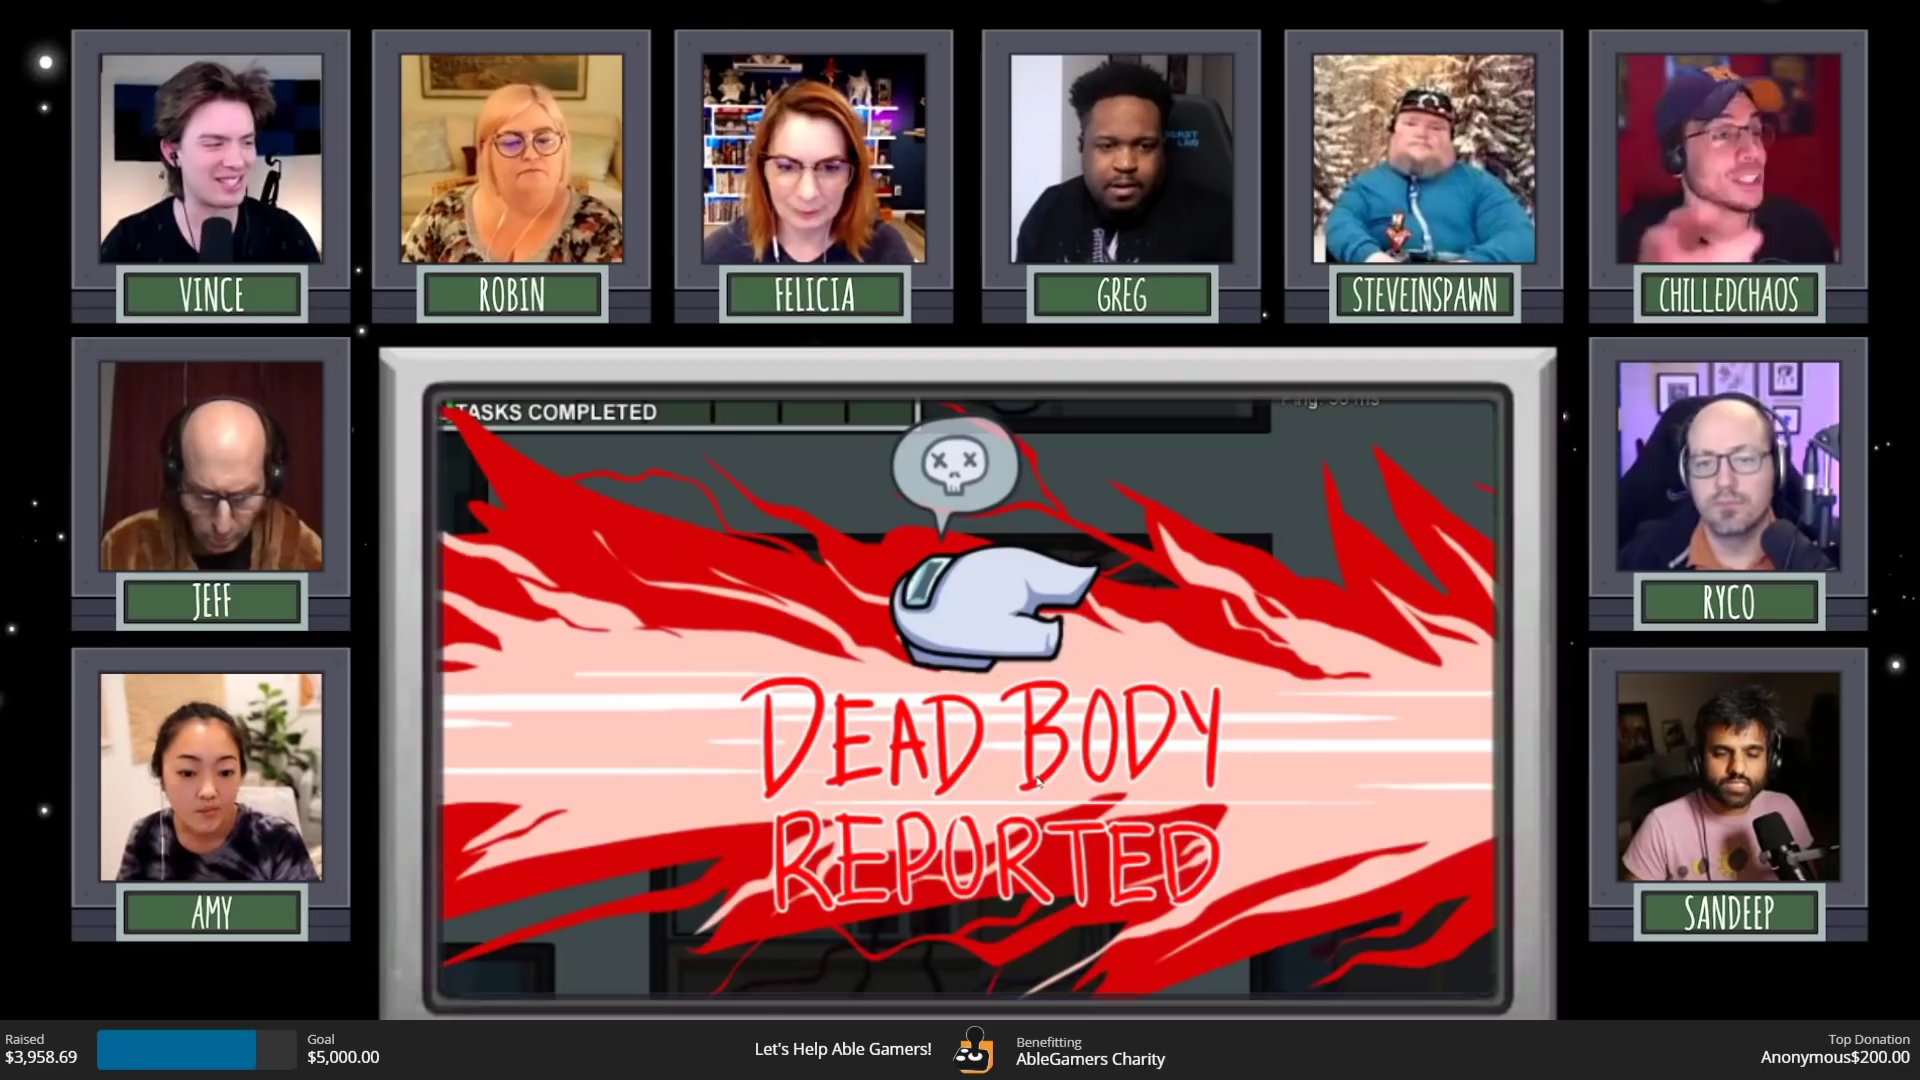 VINCE
ROBIN
FELICIA
GREG
STEVEINSPAWN
CHILLEDCHAOS
JEFF
RYCO
AMY
SANDEEP
TASKS COMPLETED
DEAD BODY
REPORTED
Raised
$3,958.69
Goal
$5,000.00
Let's Help Able Gamers!
Benefitting
AbleGamers Charity
Top Donation
Anonymous$200.00